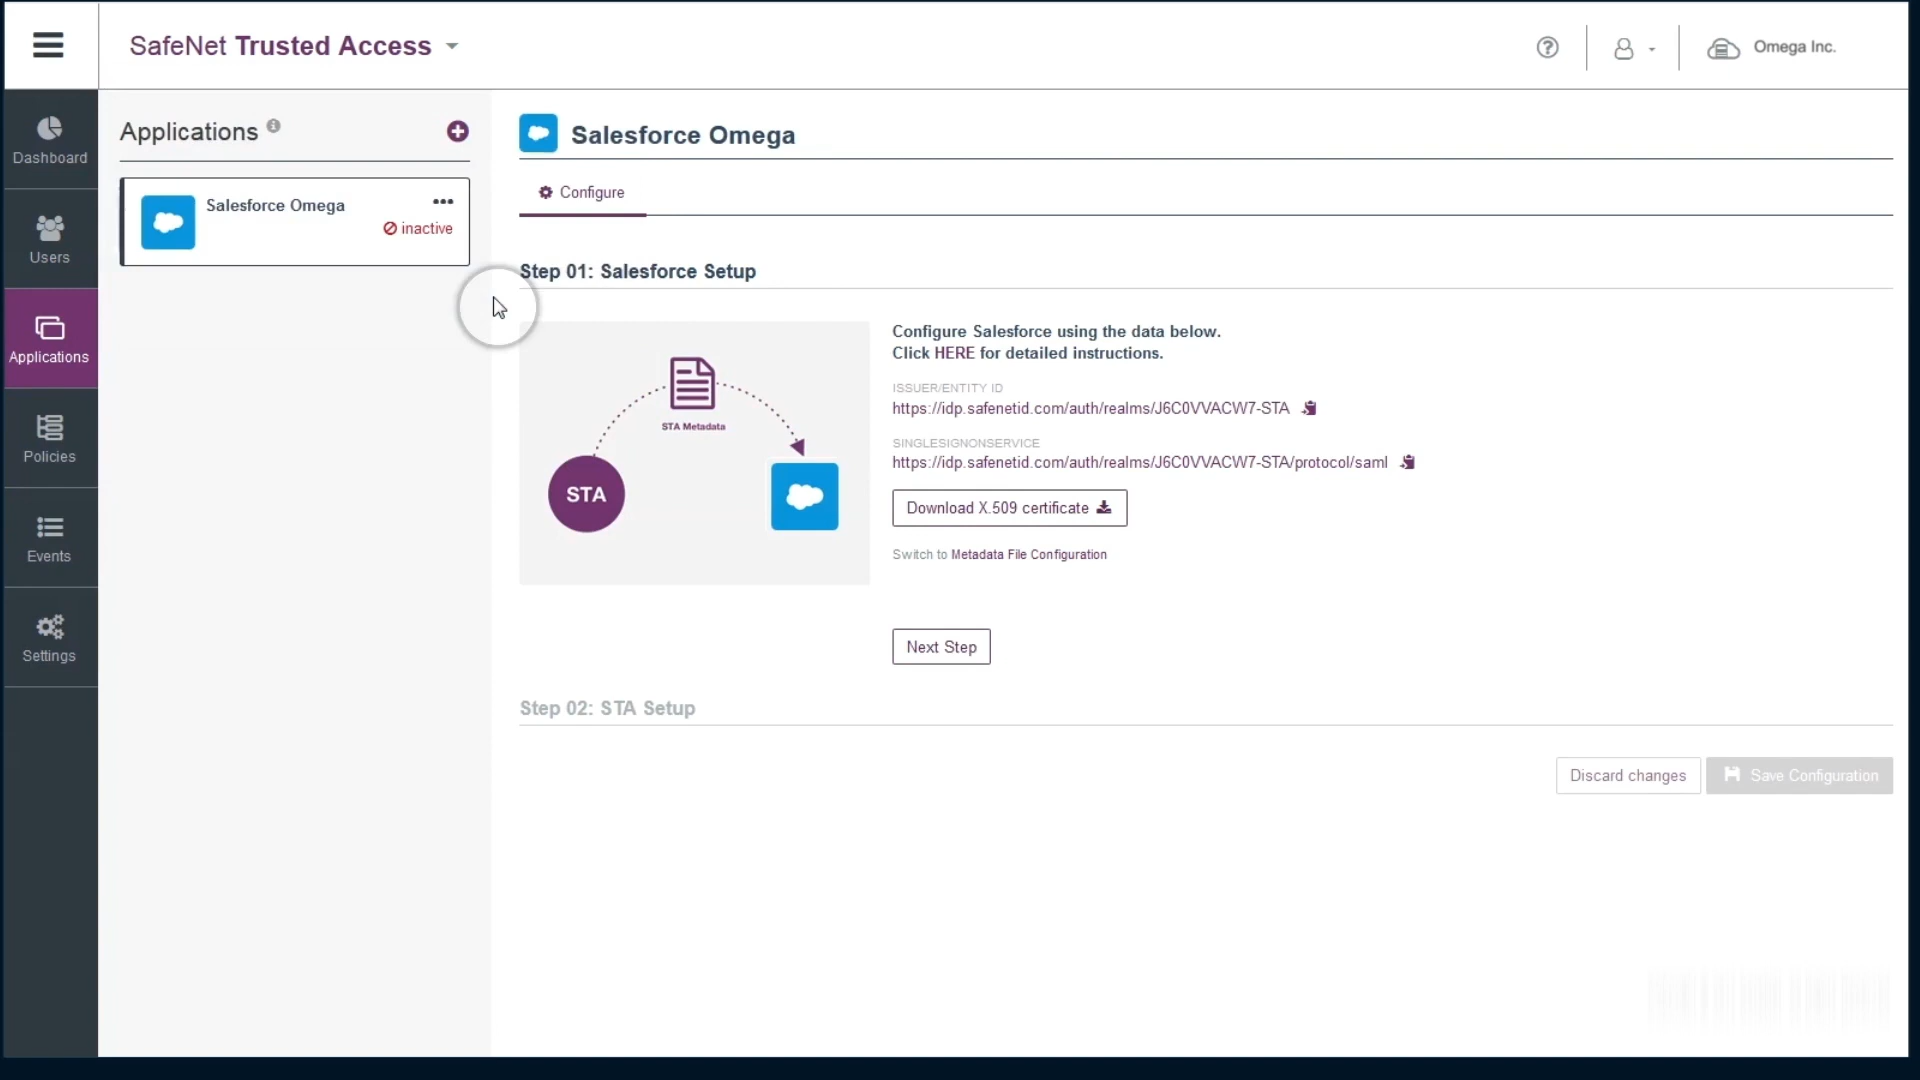 SafeNet Trusted Access
Omega Inc.
Dashboard
Users
Applications
Policies
Events
Settings
Applications
Salesforce Omega
inactive
Salesforce Omega
Configure
Step 01: Salesforce Setup
STA Metadata
STA
Configure Salesforce using the data below.
Click HERE for detailed instructions.
ISSUER/ENTITY ID
https://idp.safenetid.com/auth/realms/J6C0VVACW7-STA
SINGLESIGNONSERVICE
https://idp.safenetid.com/auth/realms/J6C0VVACW7-STA/protocol/saml
Download X.509 certificate
Switch to Metadata File Configuration
Next Step
Step 02: STA Setup
Discard changes
Save Configuration